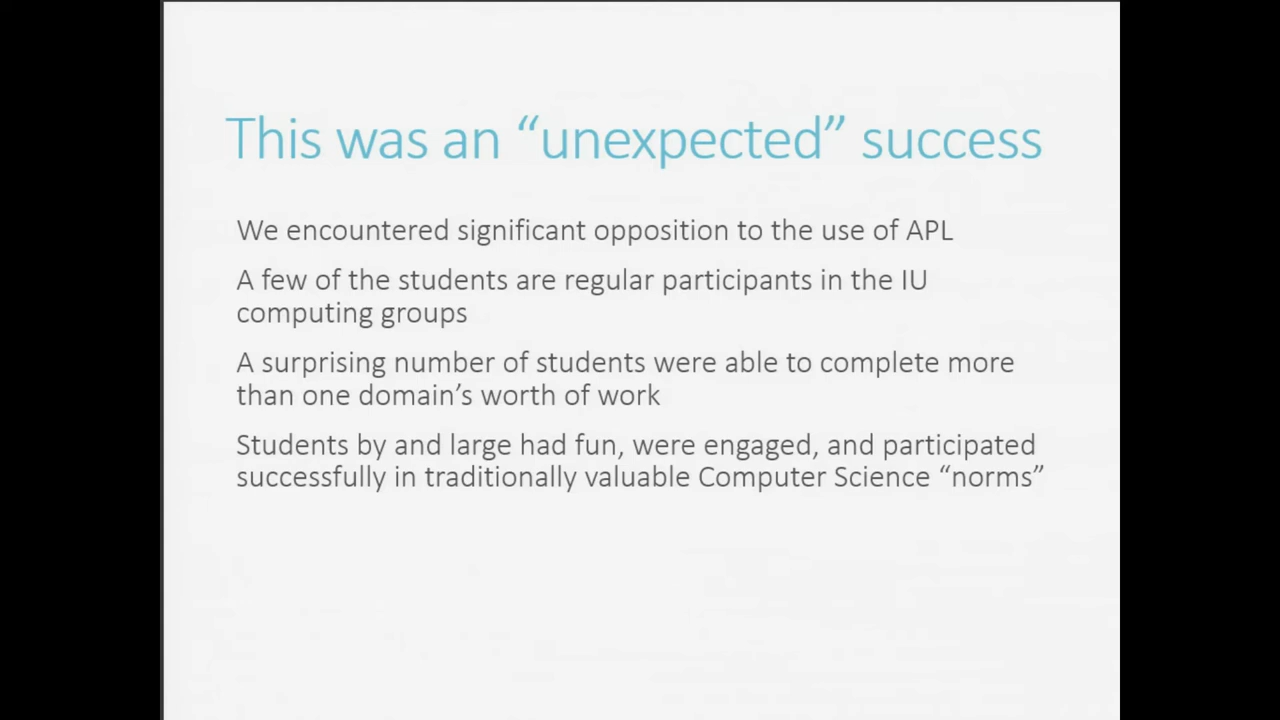 This was an “unexpected” success
We encountered significant opposition to the use of APL
A few of the students are regular participants in the IU
computing groups
A surprising number of students were able to complete more
than one domain’s worth of work
Students by and large had fun, were engaged, and participated
successfully in traditionally valuable Computer Science “norms”